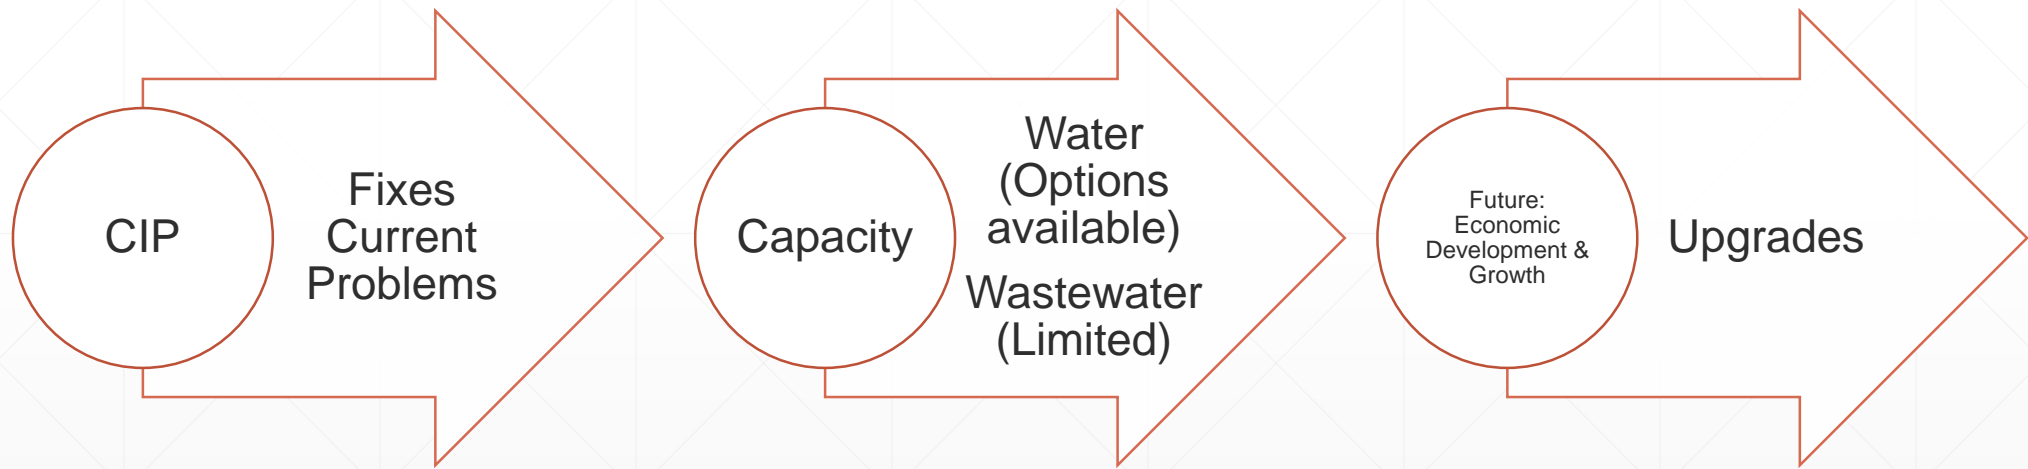 CIP
Fixes
Current
Problems
Capacity
Water
(Options
available)
Wastewater
(Limited)
Future:
Economic
Development &
Growth
Upgrades